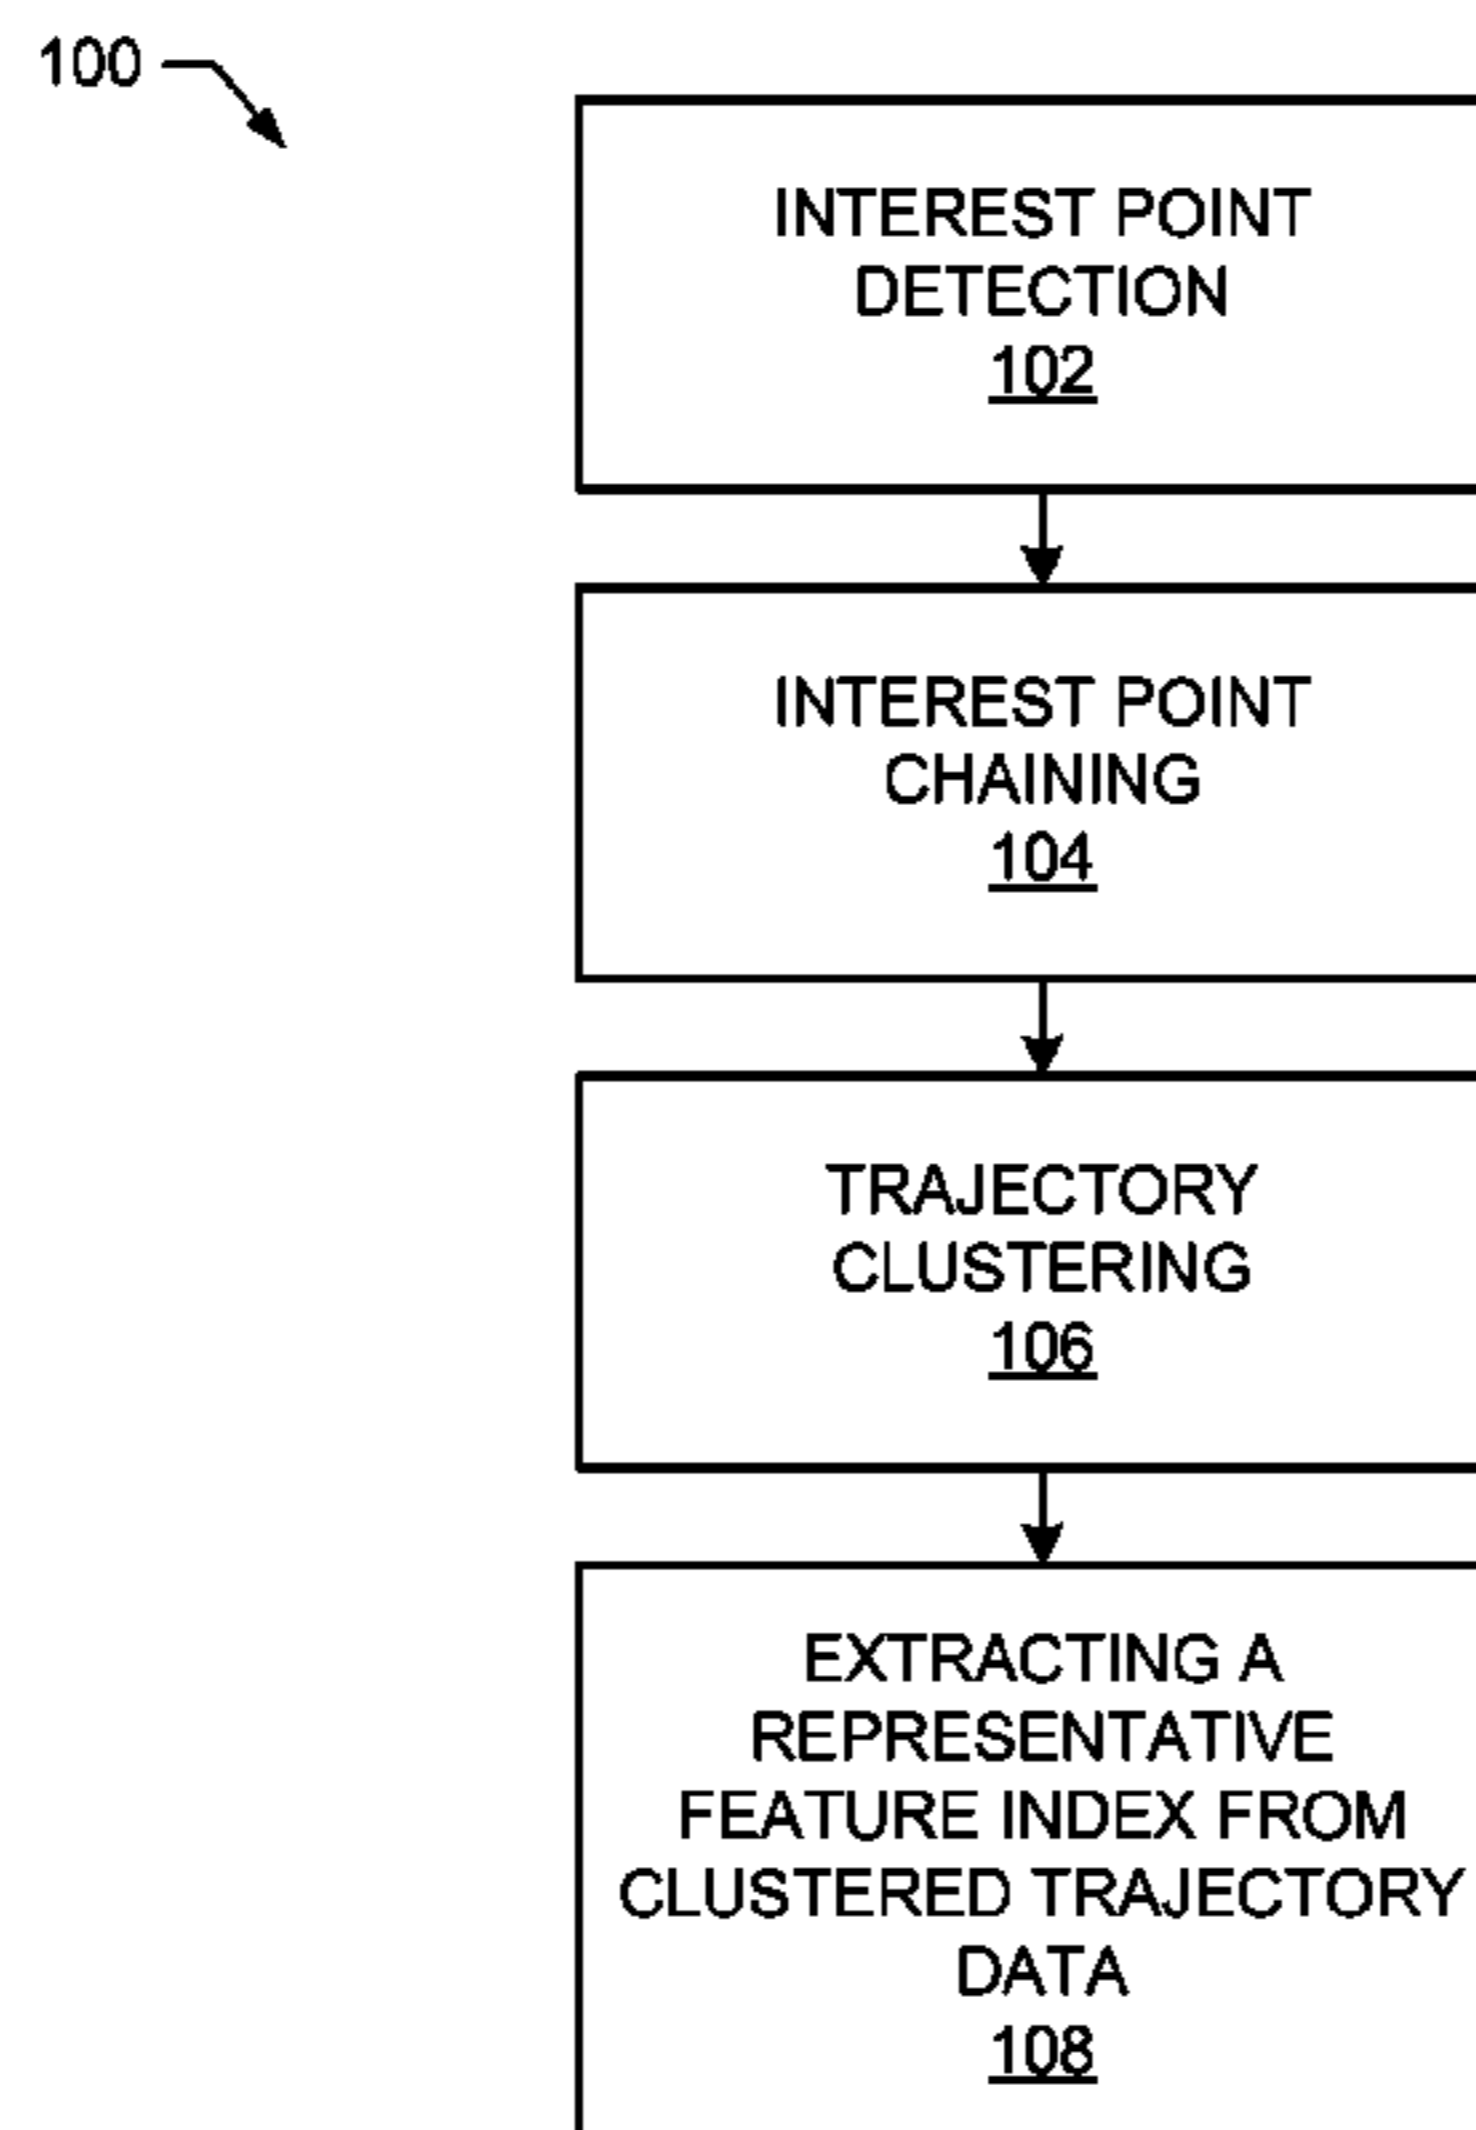 100
INTEREST POINT
DETECTION
102
INTEREST POINT
CHAINING
104
TRAJECTORY
CLUSTERING
106
EXTRACTING A
REPRESENTATIVE
FEATURE INDEX FROM
CLUSTERED TRAJECTORY
DATA
108